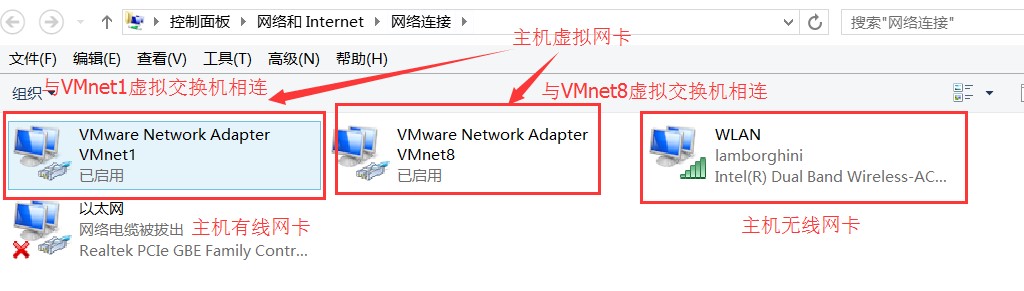 控制面板 › 网络和 Internet › 网络连接 ›
搜索"网络连接"
文件(F) 编辑(E) 查看(V) 工具(T) 高级(N) 帮助(H)
主机虚拟网卡
组织
与VMnet1虚拟交换机相连
与VMnet8虚拟交换机相连
VMware Network Adapter
VMnet1
已启用
VMware Network Adapter
VMnet8
已启用
WLAN
lamborghini
Intel(R) Dual Band Wireless-AC...
以太网
网络电缆被拔出
Realtek PCIe GBE Family Contr...
主机有线网卡
主机无线网卡